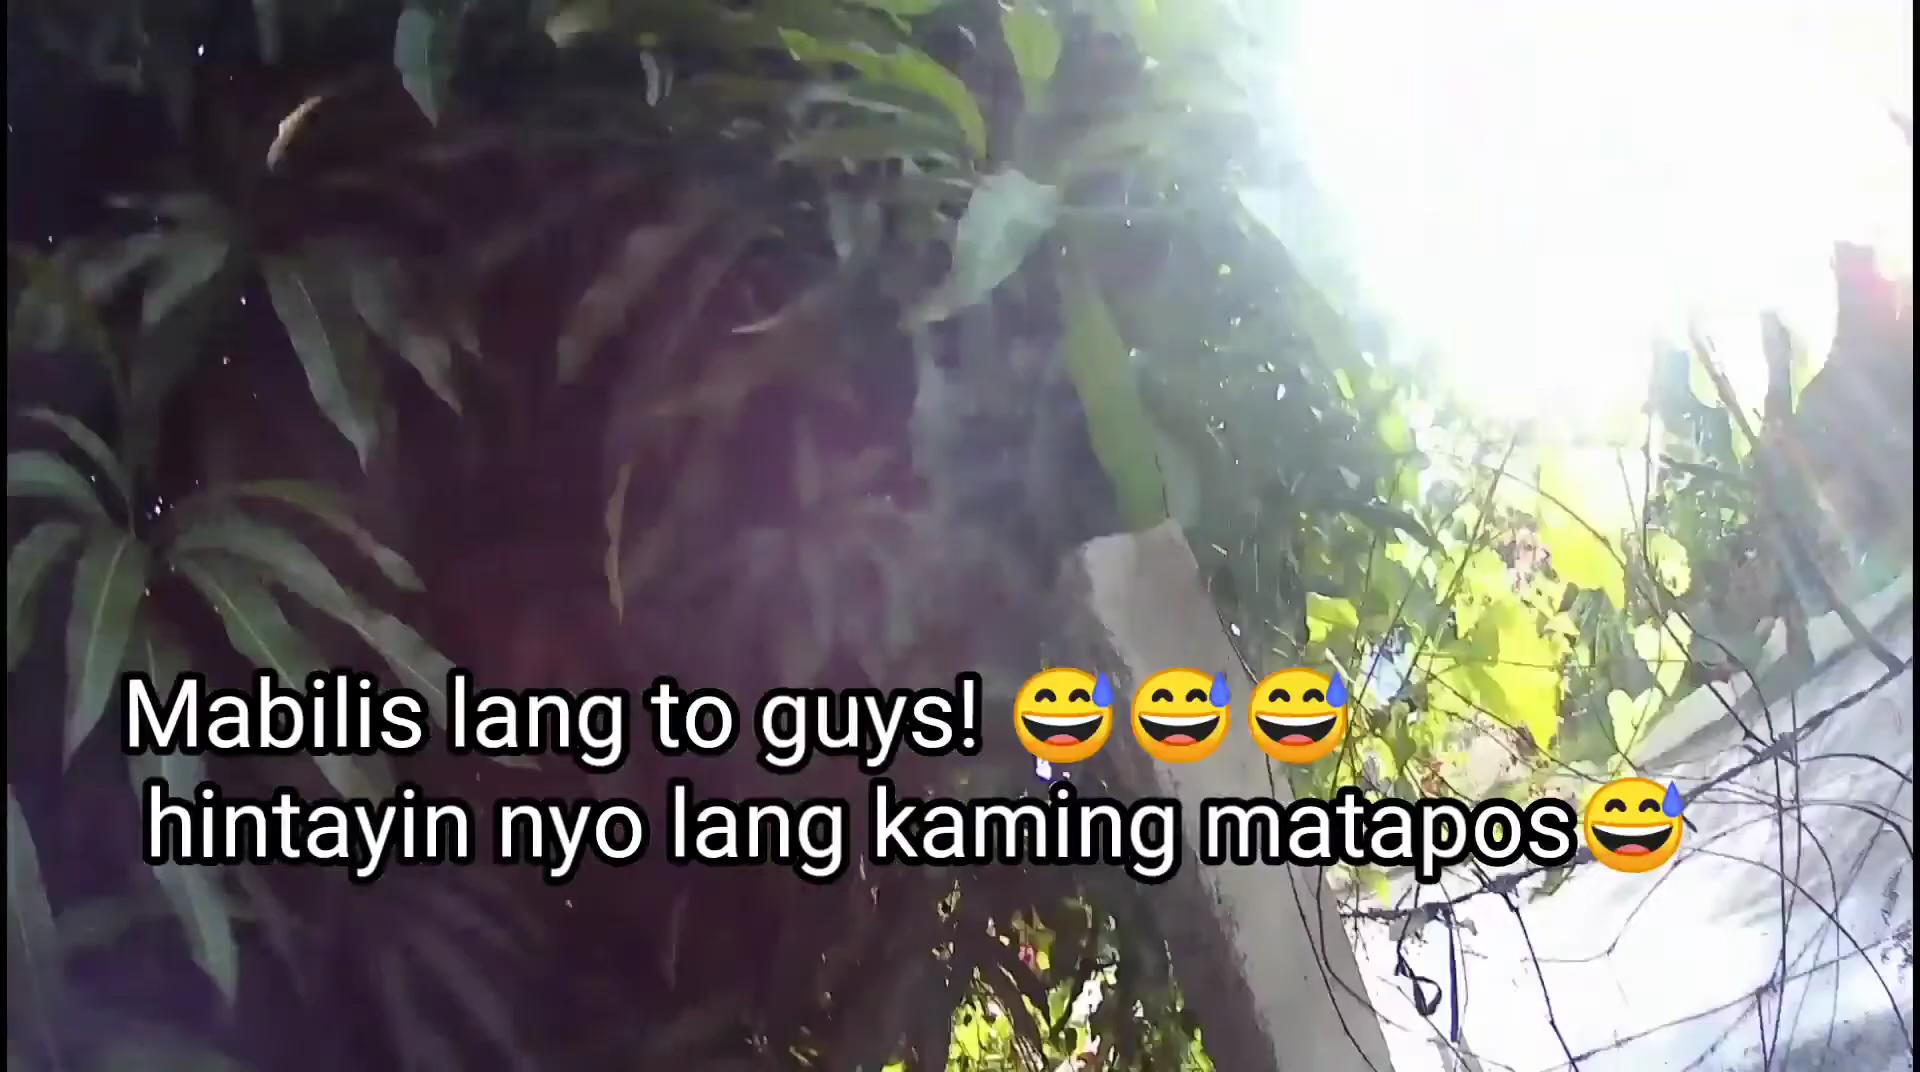 Mabilis lang to guys! 😅😅😅
hintayin nyo lang kaming matapos😅